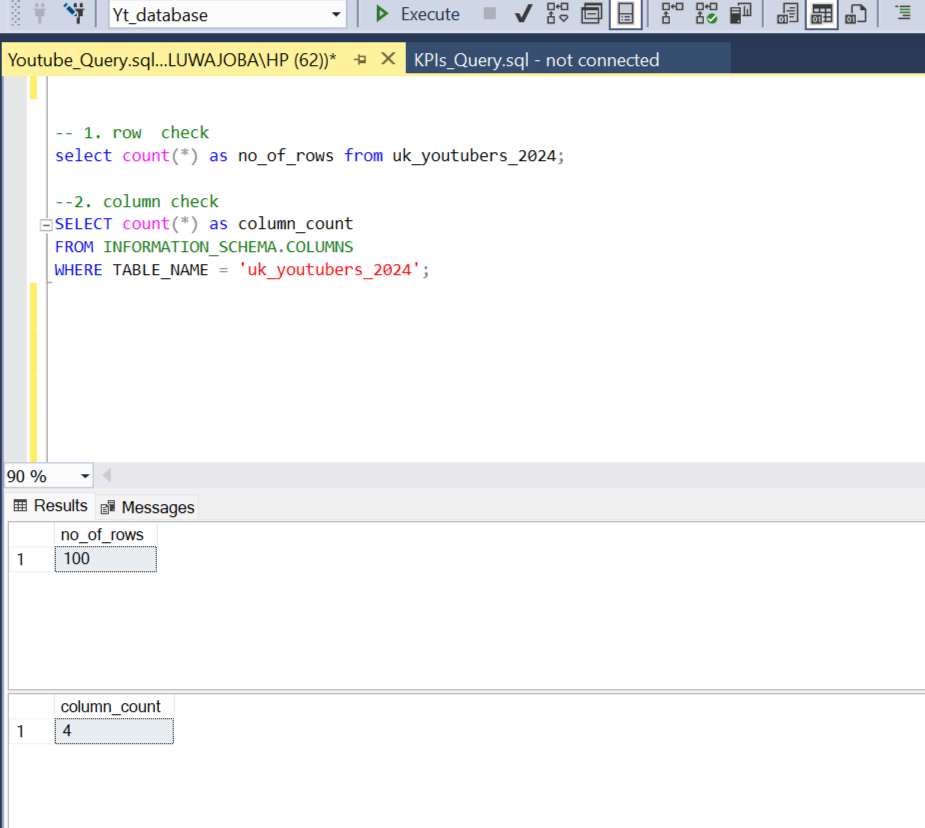 Yt_database
Execute
Youtube_Query.sql...LUWAJOBA\HP (62))*
KPIs_Query.sql - not connected
-- 1. row  check
select count(*) as no_of_rows from uk_youtubers_2024;
--2. column check
SELECT count(*) as column_count
FROM INFORMATION_SCHEMA.COLUMNS
WHERE TABLE_NAME = 'uk_youtubers_2024';
90 %
Results
Messages
no_of_rows
1 100
column_count
1 4